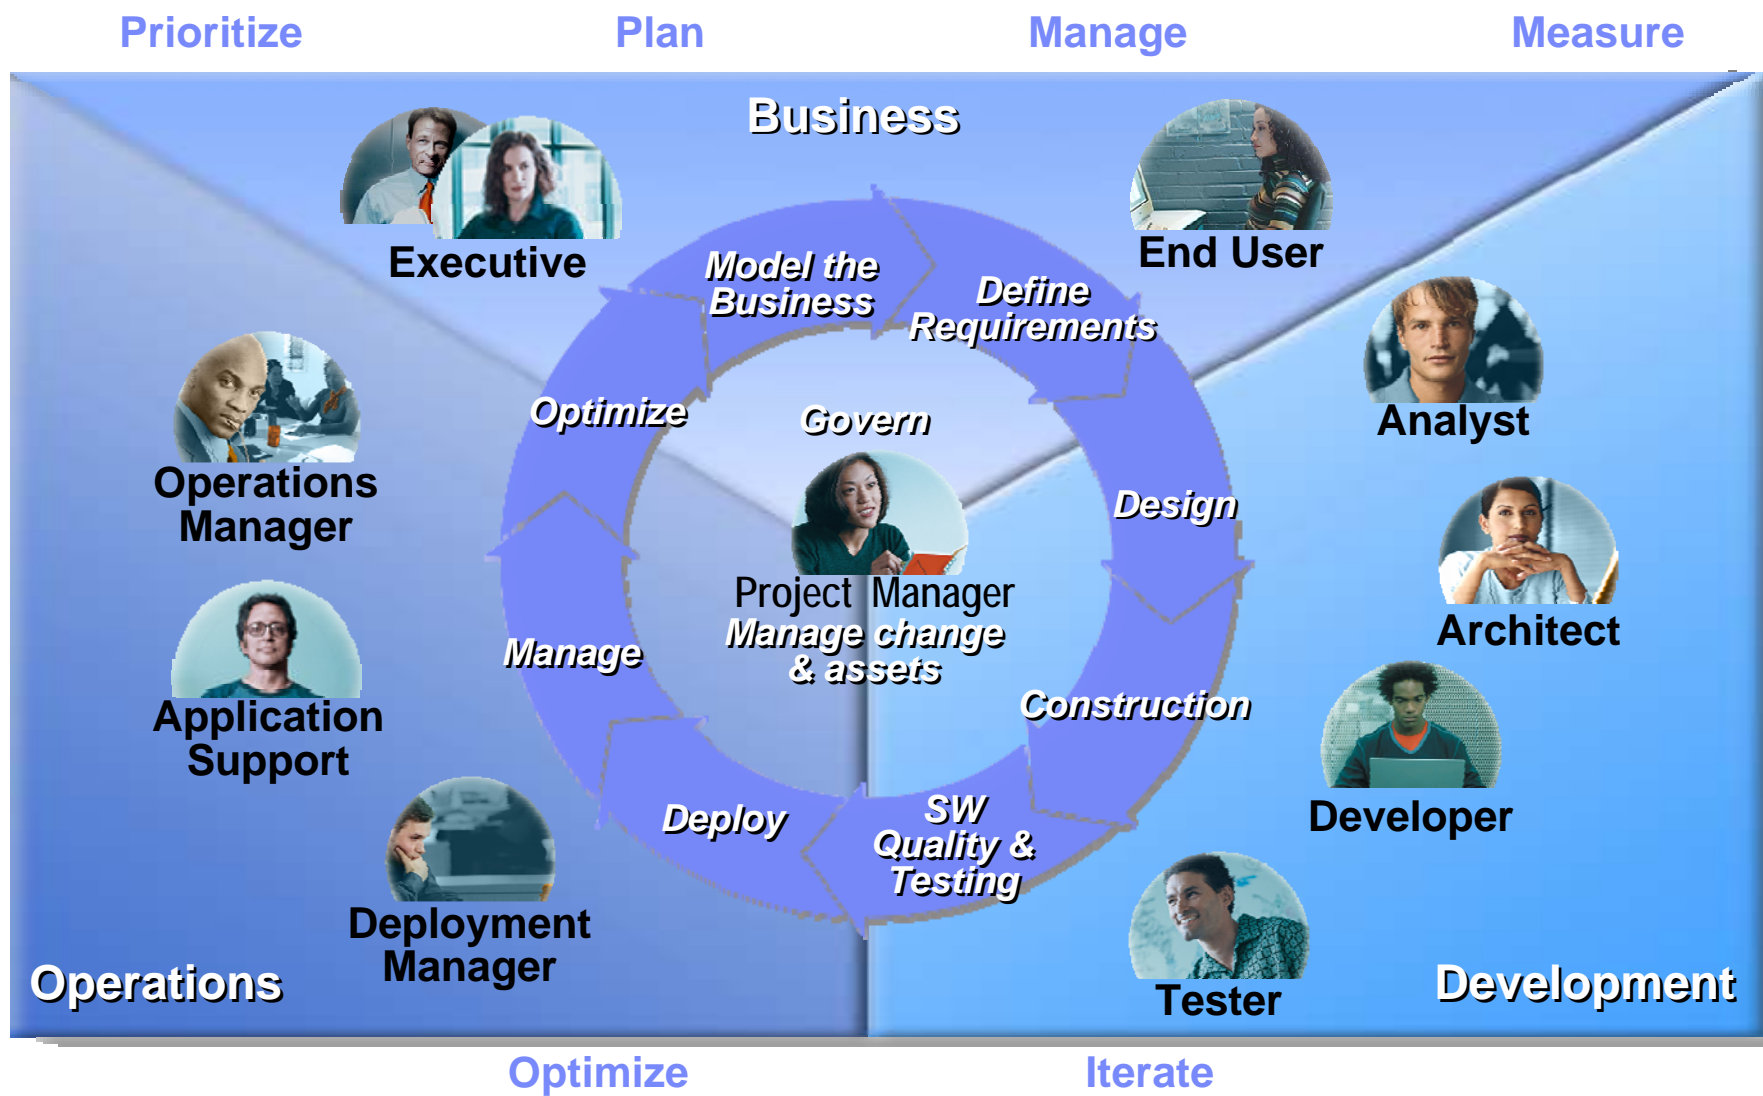 Prioritize Plan Manage Measure
Business
Executive
End User
Model the
Business
Define
Requirements
Analyst
Optimize
Govern
Operations
Manager
Design
Project Manager
Manage change
& assets
Architect
Manage
Application
Support
Construction
Developer
Deploy
SW
Quality &
Testing
Deployment
Manager
Tester
Operations
Development
Optimize Iterate